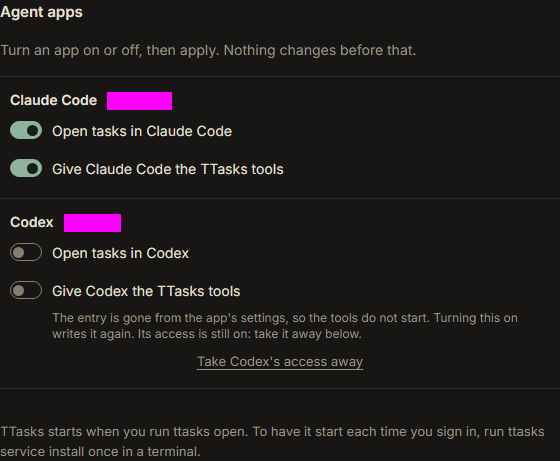 Agent apps
Turn an app on or off, then apply. Nothing changes before that.
Claude Code
Open tasks in Claude Code
Give Claude Code the TTasks tools
Codex
Open tasks in Codex
Give Codex the TTasks tools
The entry is gone from the app's settings, so the tools do not start. Turning this on
writes it again. Its access is still on: take it away below.
Take Codex's access away
TTasks starts when you run ttasks open. To have it start each time you sign in, run ttasks
service install once in a terminal.